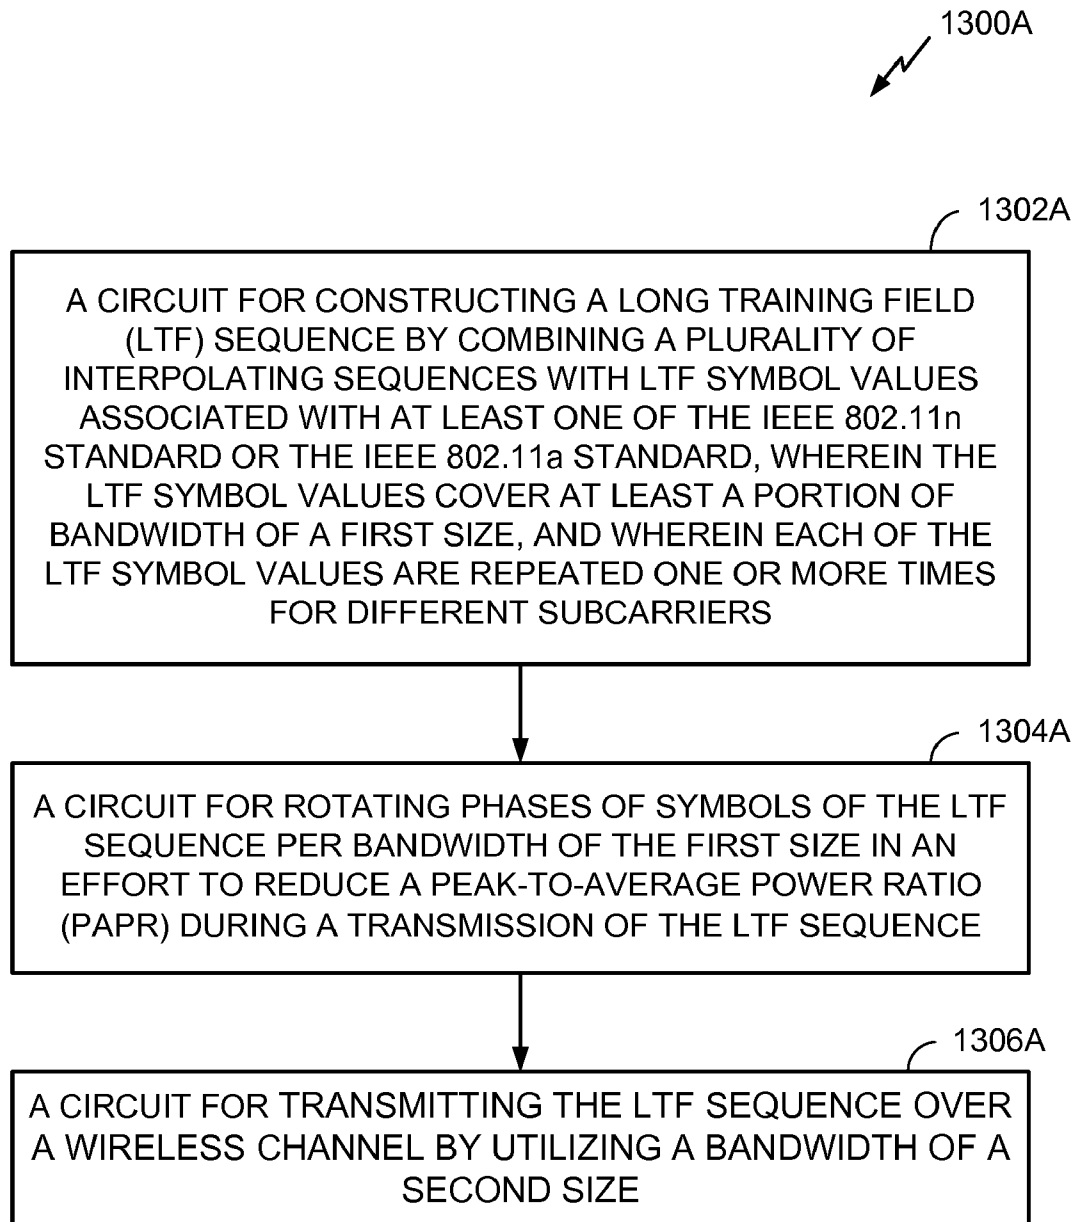 1300A
1302A
A CIRCUIT FOR CONSTRUCTING A LONG TRAINING FIELD
(LTF) SEQUENCE BY COMBINING A PLURALITY OF
INTERPOLATING SEQUENCES WITH LTF SYMBOL VALUES
ASSOCIATED WITH AT LEAST ONE OF THE IEEE 802.11n
STANDARD OR THE IEEE 802.11a STANDARD, WHEREIN THE
LTF SYMBOL VALUES COVER AT LEAST A PORTION OF
BANDWIDTH OF A FIRST SIZE, AND WHEREIN EACH OF THE
LTF SYMBOL VALUES ARE REPEATED ONE OR MORE TIMES
FOR DIFFERENT SUBCARRIERS
1304A
A CIRCUIT FOR ROTATING PHASES OF SYMBOLS OF THE LTF
SEQUENCE PER BANDWIDTH OF THE FIRST SIZE IN AN
EFFORT TO REDUCE A PEAK-TO-AVERAGE POWER RATIO
(PAPR) DURING A TRANSMISSION OF THE LTF SEQUENCE
1306A
A CIRCUIT FOR TRANSMITTING THE LTF SEQUENCE OVER
A WIRELESS CHANNEL BY UTILIZING A BANDWIDTH OF A
SECOND SIZE